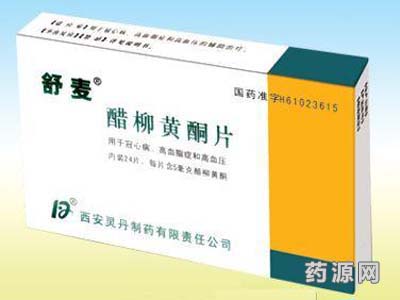 舒麦®
国药准字H61023615
醋柳黄酮片
用于冠心病、高血脂症和高血压
内装24片，每片含5毫克醋柳黄酮
西安灵丹制药有限责任公司
药源网